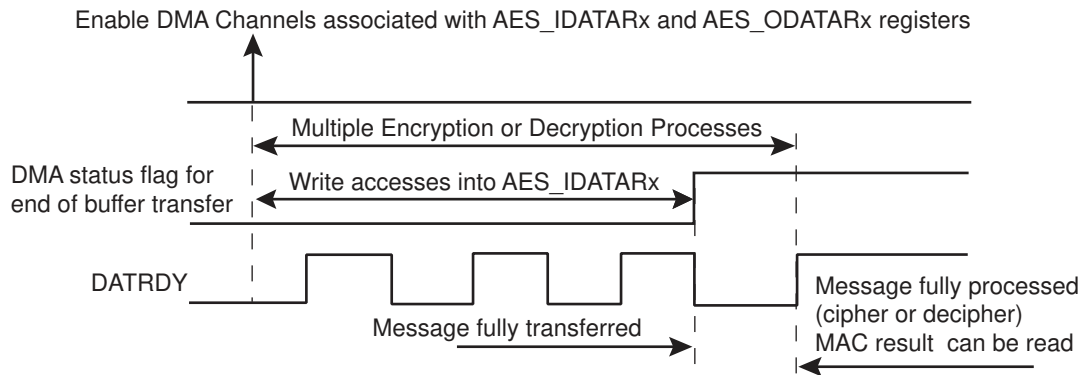 Enable DMA Channels associated with AES_IDATARx and AES_ODATARx registers
Multiple Encryption or Decryption Processes
DMA status flag for
end of buffer transfer
Write accesses into AES_IDATARx
DATRDY
Message fully transferred
Message fully processed
(cipher or decipher)
MAC result can be read